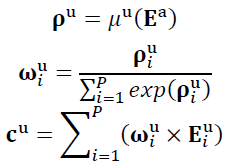 𝛒ᵘ = 𝜇ᵘ(𝐄ᵃ)
𝛚ᵢᵘ = 𝛒ᵢᵘ / ∑ᵢ₌₁ᴾ 𝑒𝑥𝑝(𝛒ᵢᵘ)
𝐜ᵘ = ∑ᵢ₌₁ᴾ (𝛚ᵢᵘ × 𝐄ᵢᵘ)